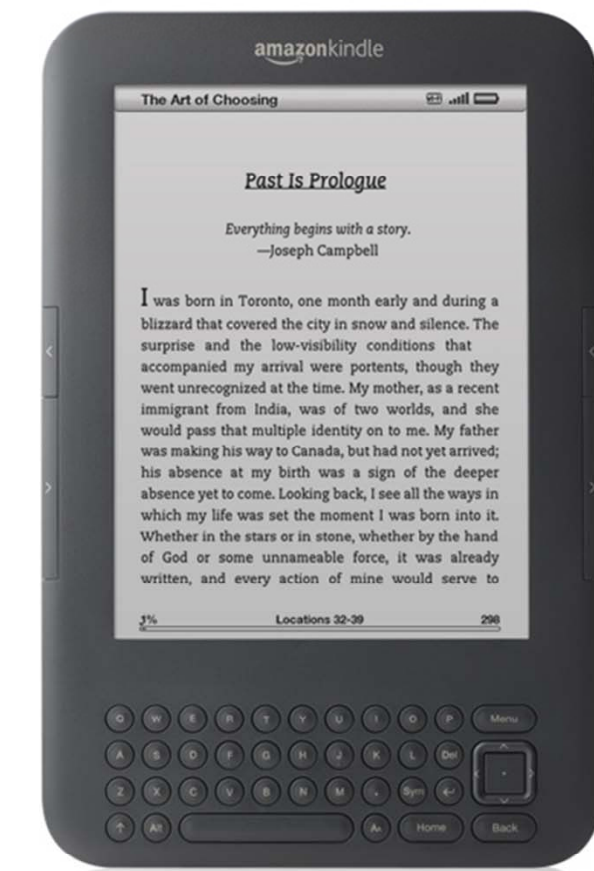 amazonkindle
The Art of Choosing
Past Is Prologue
Everything begins with a story.
—Joseph Campbell
I was born in Toronto, one month early and during a
blizzard that covered the city in snow and silence. The
surprise and the low-visibility conditions that
accompanied my arrival were portents, though they
went unrecognized at the time. My mother, as a recent
immigrant from India, was of two worlds, and she
would pass that multiple identity on to me. My father
was making his way to Canada, but had not yet arrived;
his absence at my birth was a sign of the deeper
absence yet to come. Looking back, I see all the ways in
which my life was set the moment I was born into it.
Whether in the stars or in stone, whether by the hand
of God or some unnameable force, it was already
written, and every action of mine would serve to
Locations 32-39 298
Q W E R T Y U I O P Menu
A S D F G H J K L Del
Z X C V B N M . Sym
Alt Aa Home Back